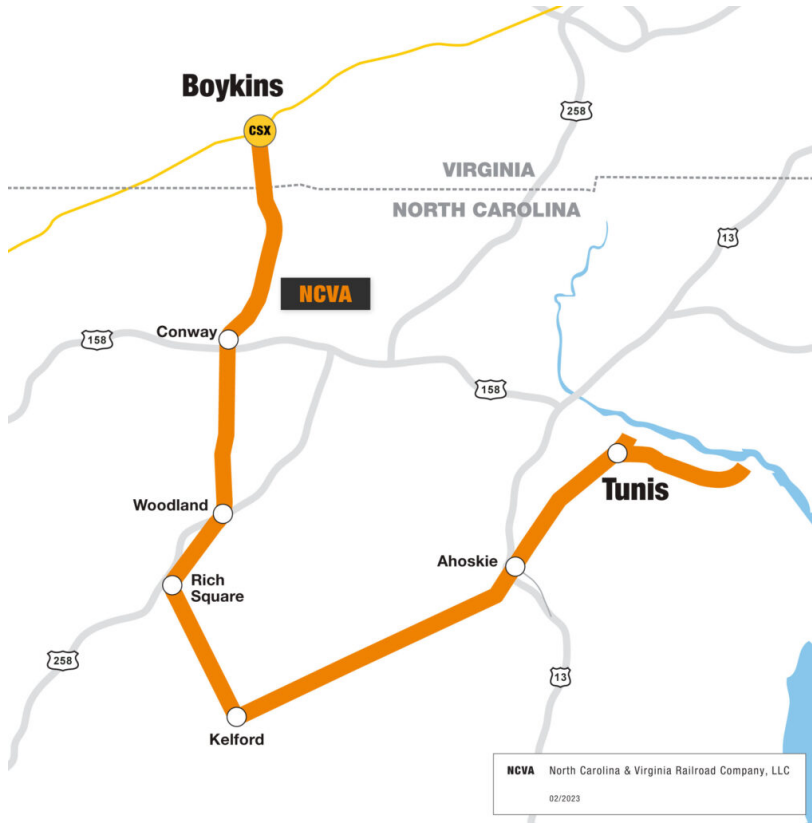 Boykins
CSX
258
VIRGINIA
NORTH CAROLINA
13
NCVA
Conway
158
158
Tunis
Woodland
Ahoskie
Rich
Square
258
13
Kelford
NCVA North Carolina & Virginia Railroad Company, LLC
02/2023